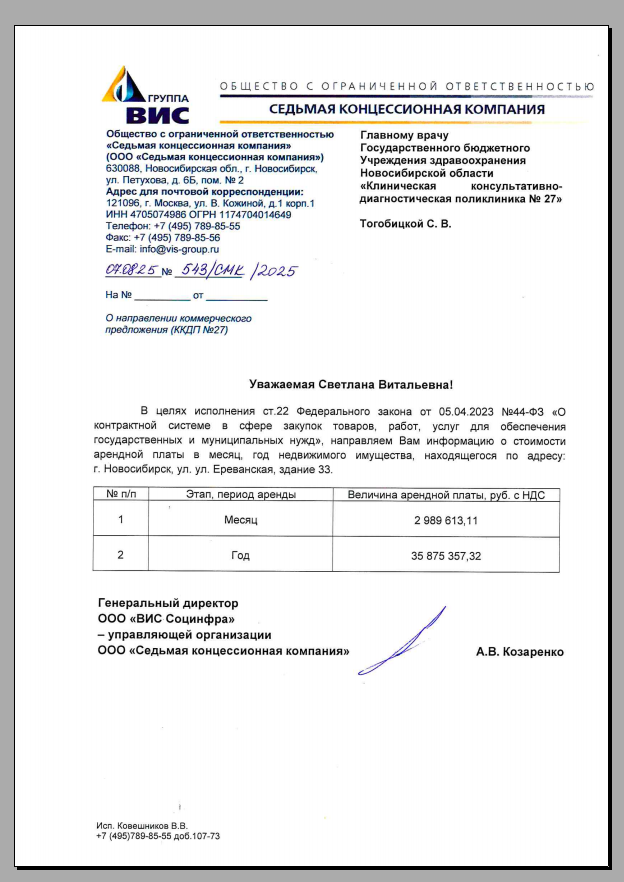 ГРУППА
ВИС
ОБЩЕСТВО С ОГРАНИЧЕННОЙ ОТВЕТСТВЕННОСТЬЮ
СЕДЬМАЯ КОНЦЕССИОННАЯ КОМПАНИЯ
Общество с ограниченной ответственностью
«Седьмая концессионная компания»
(ООО «Седьмая концессионная компания»)
630088, Новосибирская обл., г. Новосибирск,
ул. Петухова, д. 6Б, пом. № 2
Адрес для почтовой корреспонденции:
121096, г. Москва, ул. В. Кожиной, д.1 корп.1
ИНН 4705074986 ОГРН 1174704014649
Телефон: +7 (495) 789-85-55
Факс: +7 (495) 789-85-56
E-mail: info@vis-group.ru
07.08.25 № 543/СМК /2025
На № __________ от ___________
О направлении коммерческого
предложения (ККДП №27)
Главному врачу
Государственного бюджетного
Учреждения здравоохранения
Новосибирской области
«Клиническая консультативно-
диагностическая поликлиника № 27»
Тогобицкой С. В.
Уважаемая Светлана Витальевна!
В целях исполнения ст.22 Федерального закона от 05.04.2023 №44-ФЗ «О
контрактной системе в сфере закупок товаров, работ, услуг для обеспечения
государственных и муниципальных нужд», направляем Вам информацию о стоимости
арендной платы в месяц, год недвижимого имущества, находящегося по адресу:
г. Новосибирск, ул. ул. Ереванская, здание 33.
№ п/п Этап, период аренды Величина арендной платы, руб. с НДС
1 Месяц 2 989 613,11
2 Год 35 875 357,32
Генеральный директор
ООО «ВИС Социнфра»
– управляющей организации
ООО «Седьмая концессионная компания» А.В. Козаренко
Исп. Ковешников В.В.
+7 (495)789-85-55 доб.107-73